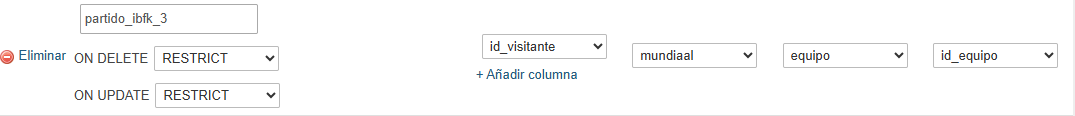 partido_ibfk_3
Eliminar ON DELETE RESTRICT id_visitante mundiaal equipo id_equipo
+ Añadir columna
ON UPDATE RESTRICT